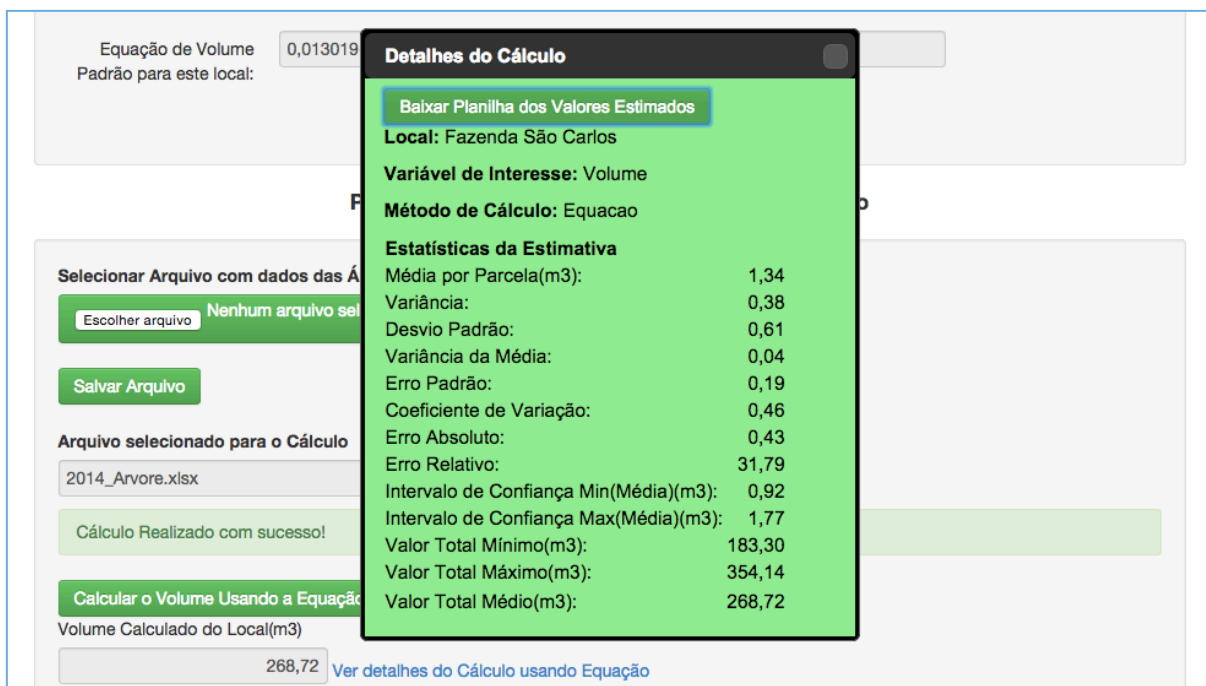 Equação de Volume
Padrão para este local:
0,013019
Detalhes do Cálculo
Baixar Planilha dos Valores Estimados
Local: Fazenda São Carlos
Variável de Interesse: Volume
Método de Cálculo: Equacao
Estatísticas da Estimativa
Média por Parcela(m3): 1,34
Variância: 0,38
Desvio Padrão: 0,61
Variância da Média: 0,04
Erro Padrão: 0,19
Coeficiente de Variação: 0,46
Erro Absoluto: 0,43
Erro Relativo: 31,79
Intervalo de Confiança Min(Média)(m3): 0,92
Intervalo de Confiança Max(Média)(m3): 1,77
Valor Total Mínimo(m3): 183,30
Valor Total Máximo(m3): 354,14
Valor Total Médio(m3): 268,72
Selecionar Arquivo com dados das Á
Escolher arquivo Nenhum arquivo sel
Salvar Arquivo
Arquivo selecionado para o Cálculo
2014_Arvore.xlsx
Cálculo Realizado com sucesso!
Calcular o Volume Usando a Equação
Volume Calculado do Local(m3)
268,72 Ver detalhes do Cálculo usando Equação